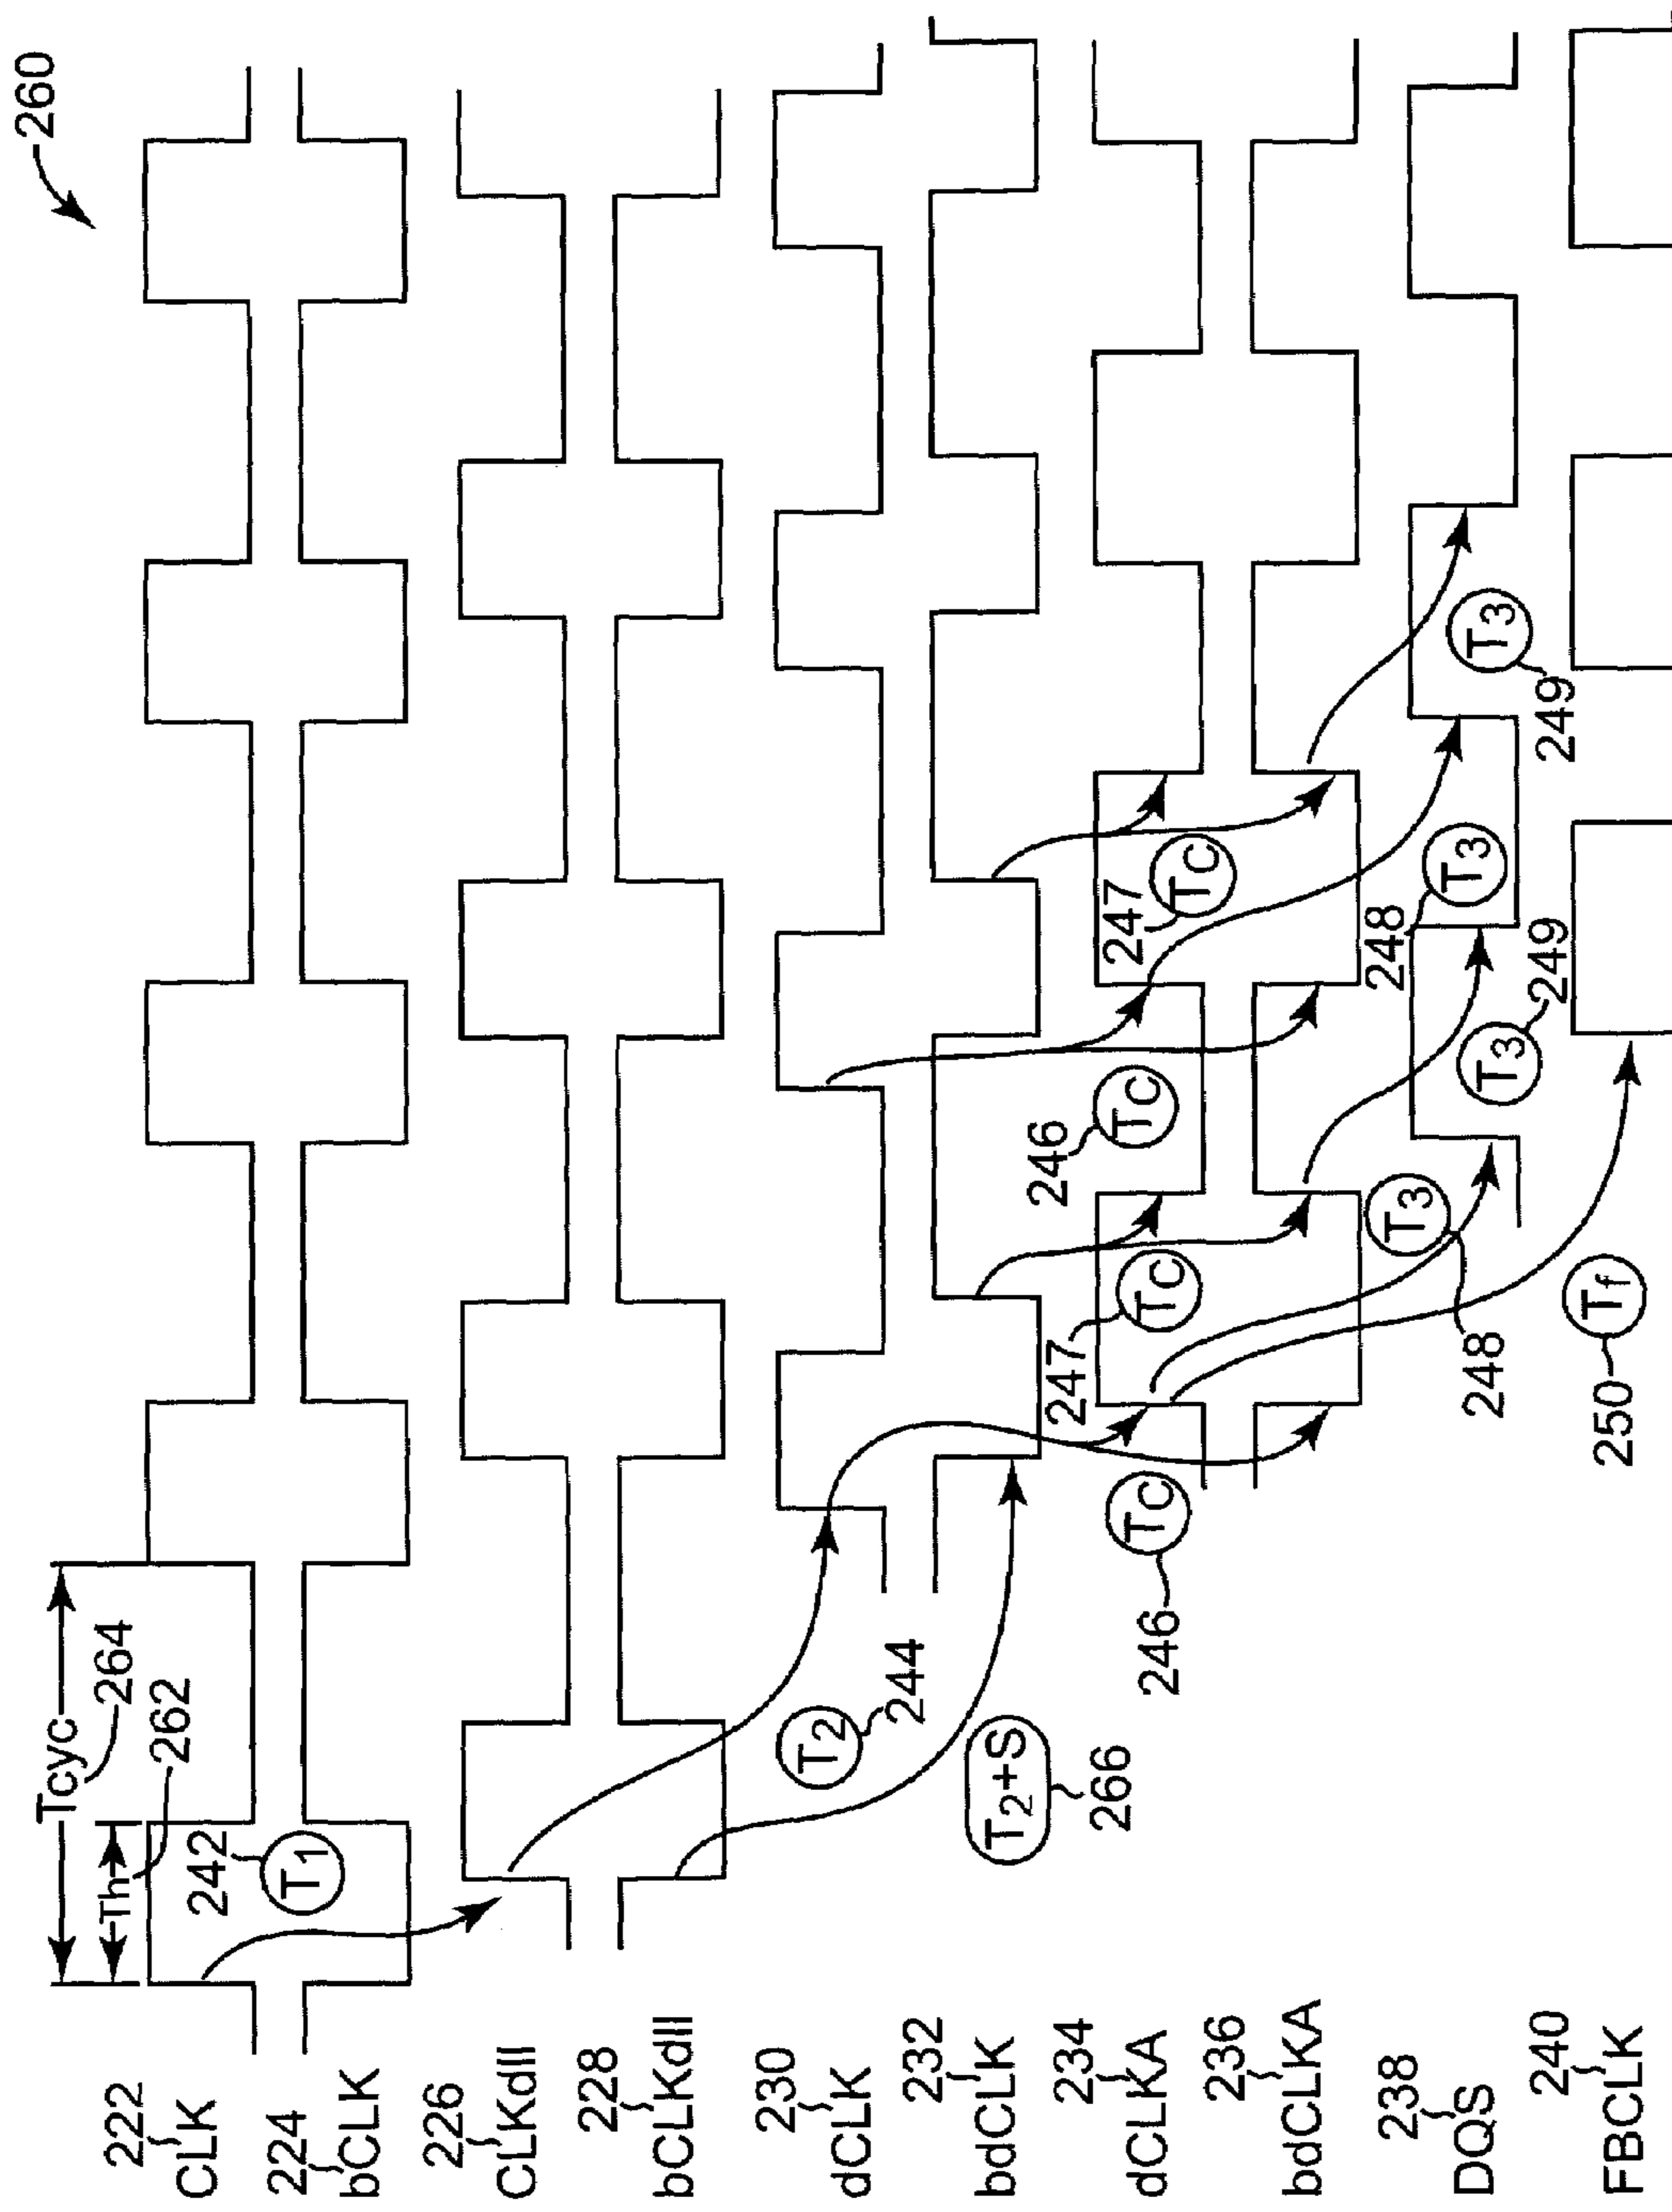 260
Tcyc
264
Th
262
222
CLK
242
T1
224
bCLK
226
CLKdll
228
bCLKdll
230
dCLK
T2
244
232
bdCLK
T2+S
266
234
dCLKA
246
TC
247
TC
246
TC
247
TC
236
bdCLKA
238
DQS
248
T3
249
T3
248
T3
249
T3
240
FBCLK
250
Tf